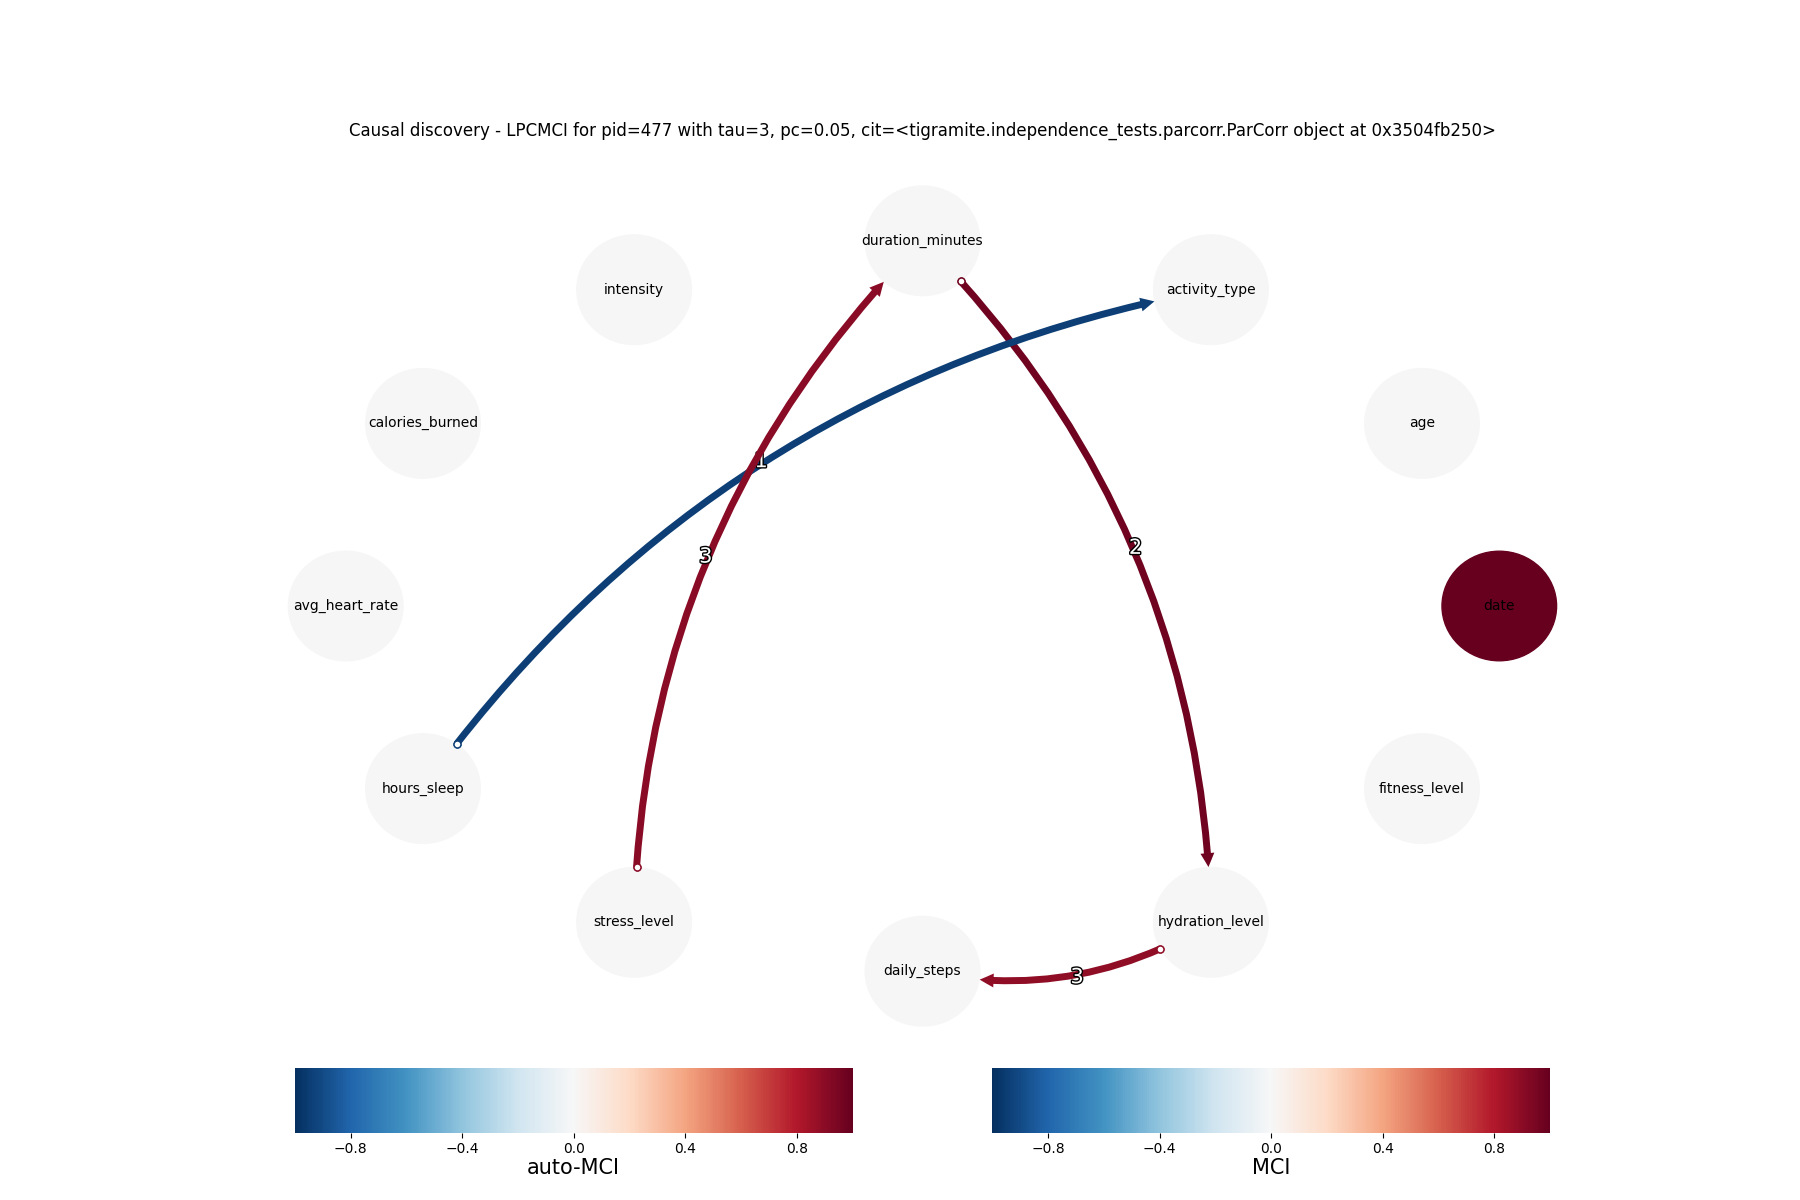 Causal discovery - LPCMCI for pid=477 with tau=3, pc=0.05, cit=<tigramite.independence_tests.parcorr.ParCorr object at 0x3504fb250>
duration_minutes
intensity
activity_type
calories_burned
age
1
3
2
avg_heart_rate
date
hours_sleep
fitness_level
stress_level
hydration_level
daily_steps
3
−0.8 −0.4 0.0 0.4 0.8
auto-MCI
−0.8 −0.4 0.0 0.4 0.8
MCI